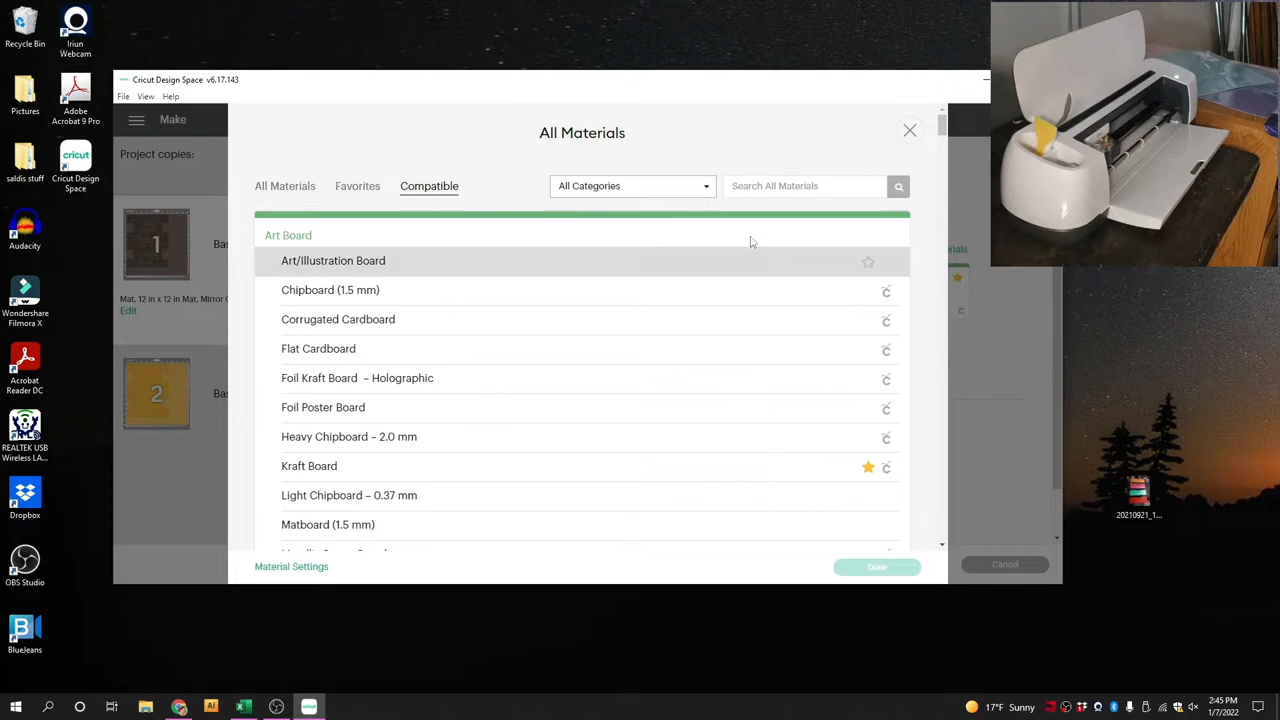 Recycle Bin
Iriun Webcam
Pictures
Adobe Acrobat 9 Pro
saldis stuff
cricut
Cricut Design Space
Audacity
Wondershare Filmora X
Acrobat Reader DC
REALTEK USB Wireless LA...
Dropbox
OBS Studio
BlueJeans
cricut Cricut Design Space v6.17.143
File View Help
Make
Project copies:
1
Bas
Mat, 12 in x 12 in Mat, Mirror
Edit
2
Bas
All Materials
All Materials Favorites Compatible
All Categories
Search All Materials
Art Board
Art/Illustration Board
Chipboard (1.5 mm)
Corrugated Cardboard
Flat Cardboard
Foil Kraft Board – Holographic
Foil Poster Board
Heavy Chipboard – 2.0 mm
Kraft Board
Light Chipboard – 0.37 mm
Matboard (1.5 mm)
Material Settings
Done
Cancel
20210921_1...
Ai
17°F Sunny
2:45 PM
1/7/2022